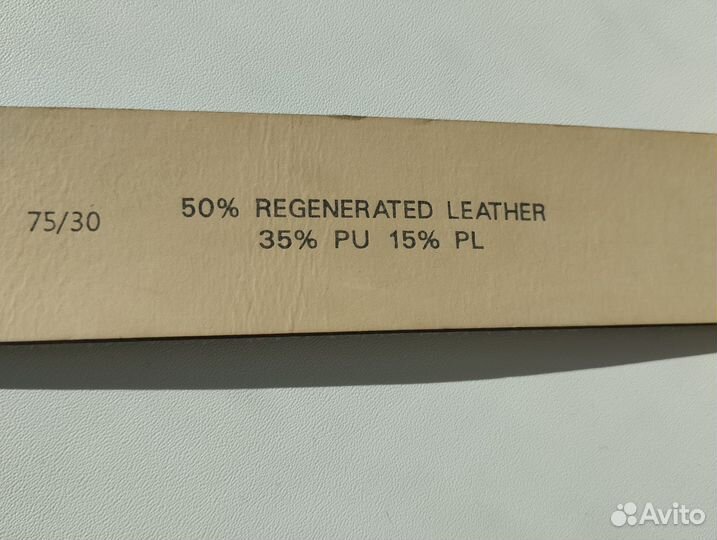 75/30
50% REGENERATED LEATHER
35% PU 15% PL
Avito